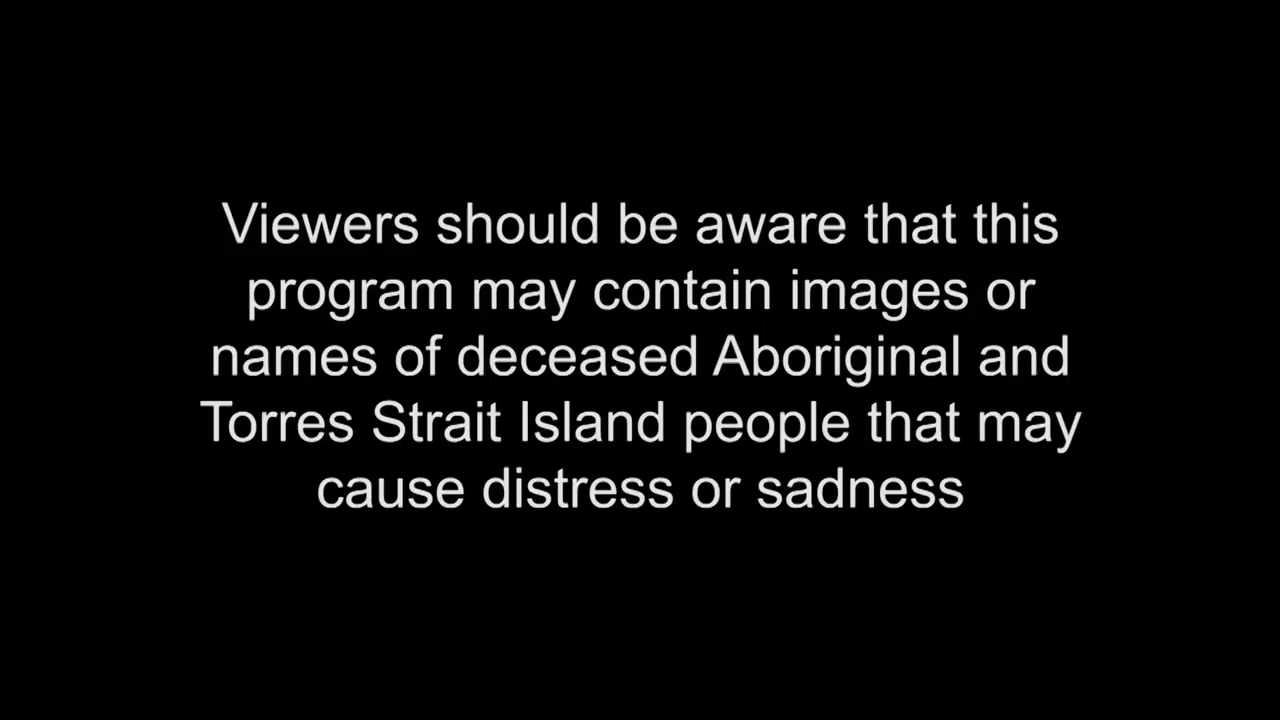 Viewers should be aware that this
program may contain images or
names of deceased Aboriginal and
Torres Strait Island people that may
cause distress or sadness